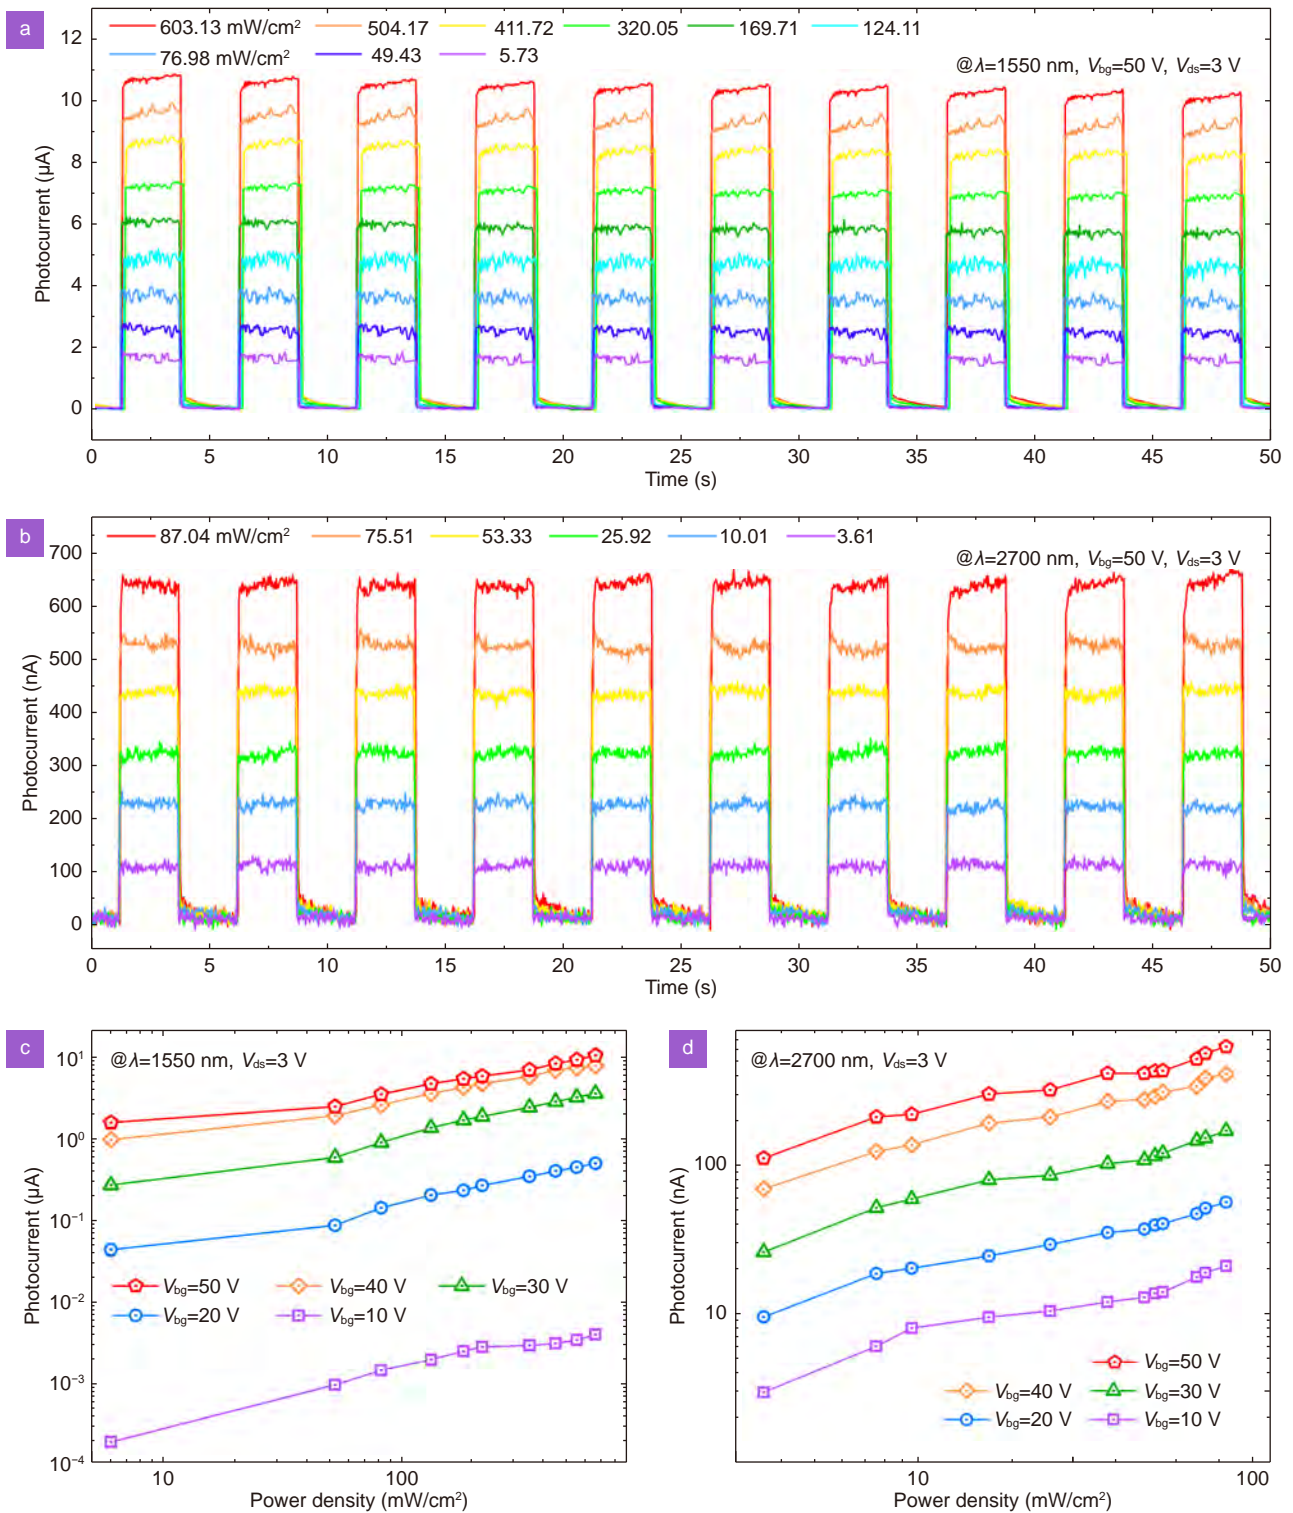 a
603.13 mW/cm² 504.17 411.72 320.05 169.71 124.11
76.98 mW/cm² 49.43 5.73
@λ=1550 nm, Vbg=50 V, Vds=3 V
12
10
8
6
4
2
0
Photocurrent (μA)
0 5 10 15 20 25 30 35 40 45 50
Time (s)
b
87.04 mW/cm² 75.51 53.33 25.92 10.01 3.61
@λ=2700 nm, Vbg=50 V, Vds=3 V
700
600
500
400
300
200
100
0
Photocurrent (nA)
0 5 10 15 20 25 30 35 40 45 50
Time (s)
c
@λ=1550 nm, Vds=3 V
10¹
10⁰
10⁻¹
10⁻²
10⁻³
10⁻⁴
Photocurrent (μA)
Vbg=50 V Vbg=40 V Vbg=30 V
Vbg=20 V Vbg=10 V
10 100
Power density (mW/cm²)
d
@λ=2700 nm, Vds=3 V
100
10
Photocurrent (nA)
Vbg=50 V
Vbg=40 V Vbg=30 V
Vbg=20 V Vbg=10 V
10 100
Power density (mW/cm²)